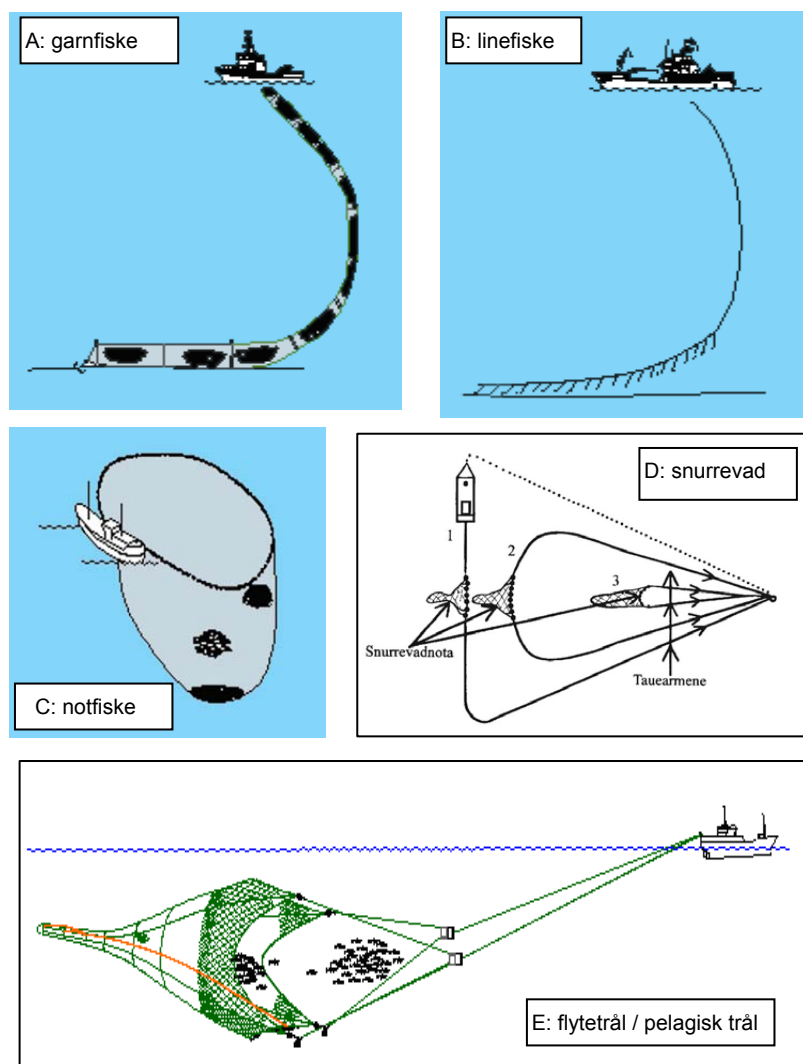 A: garnfiske
B: linefiske
C: notfiske
D: snurrevad
1
2
3
Snurrevadnota
Tauearmene
E: flytetrål / pelagisk trål